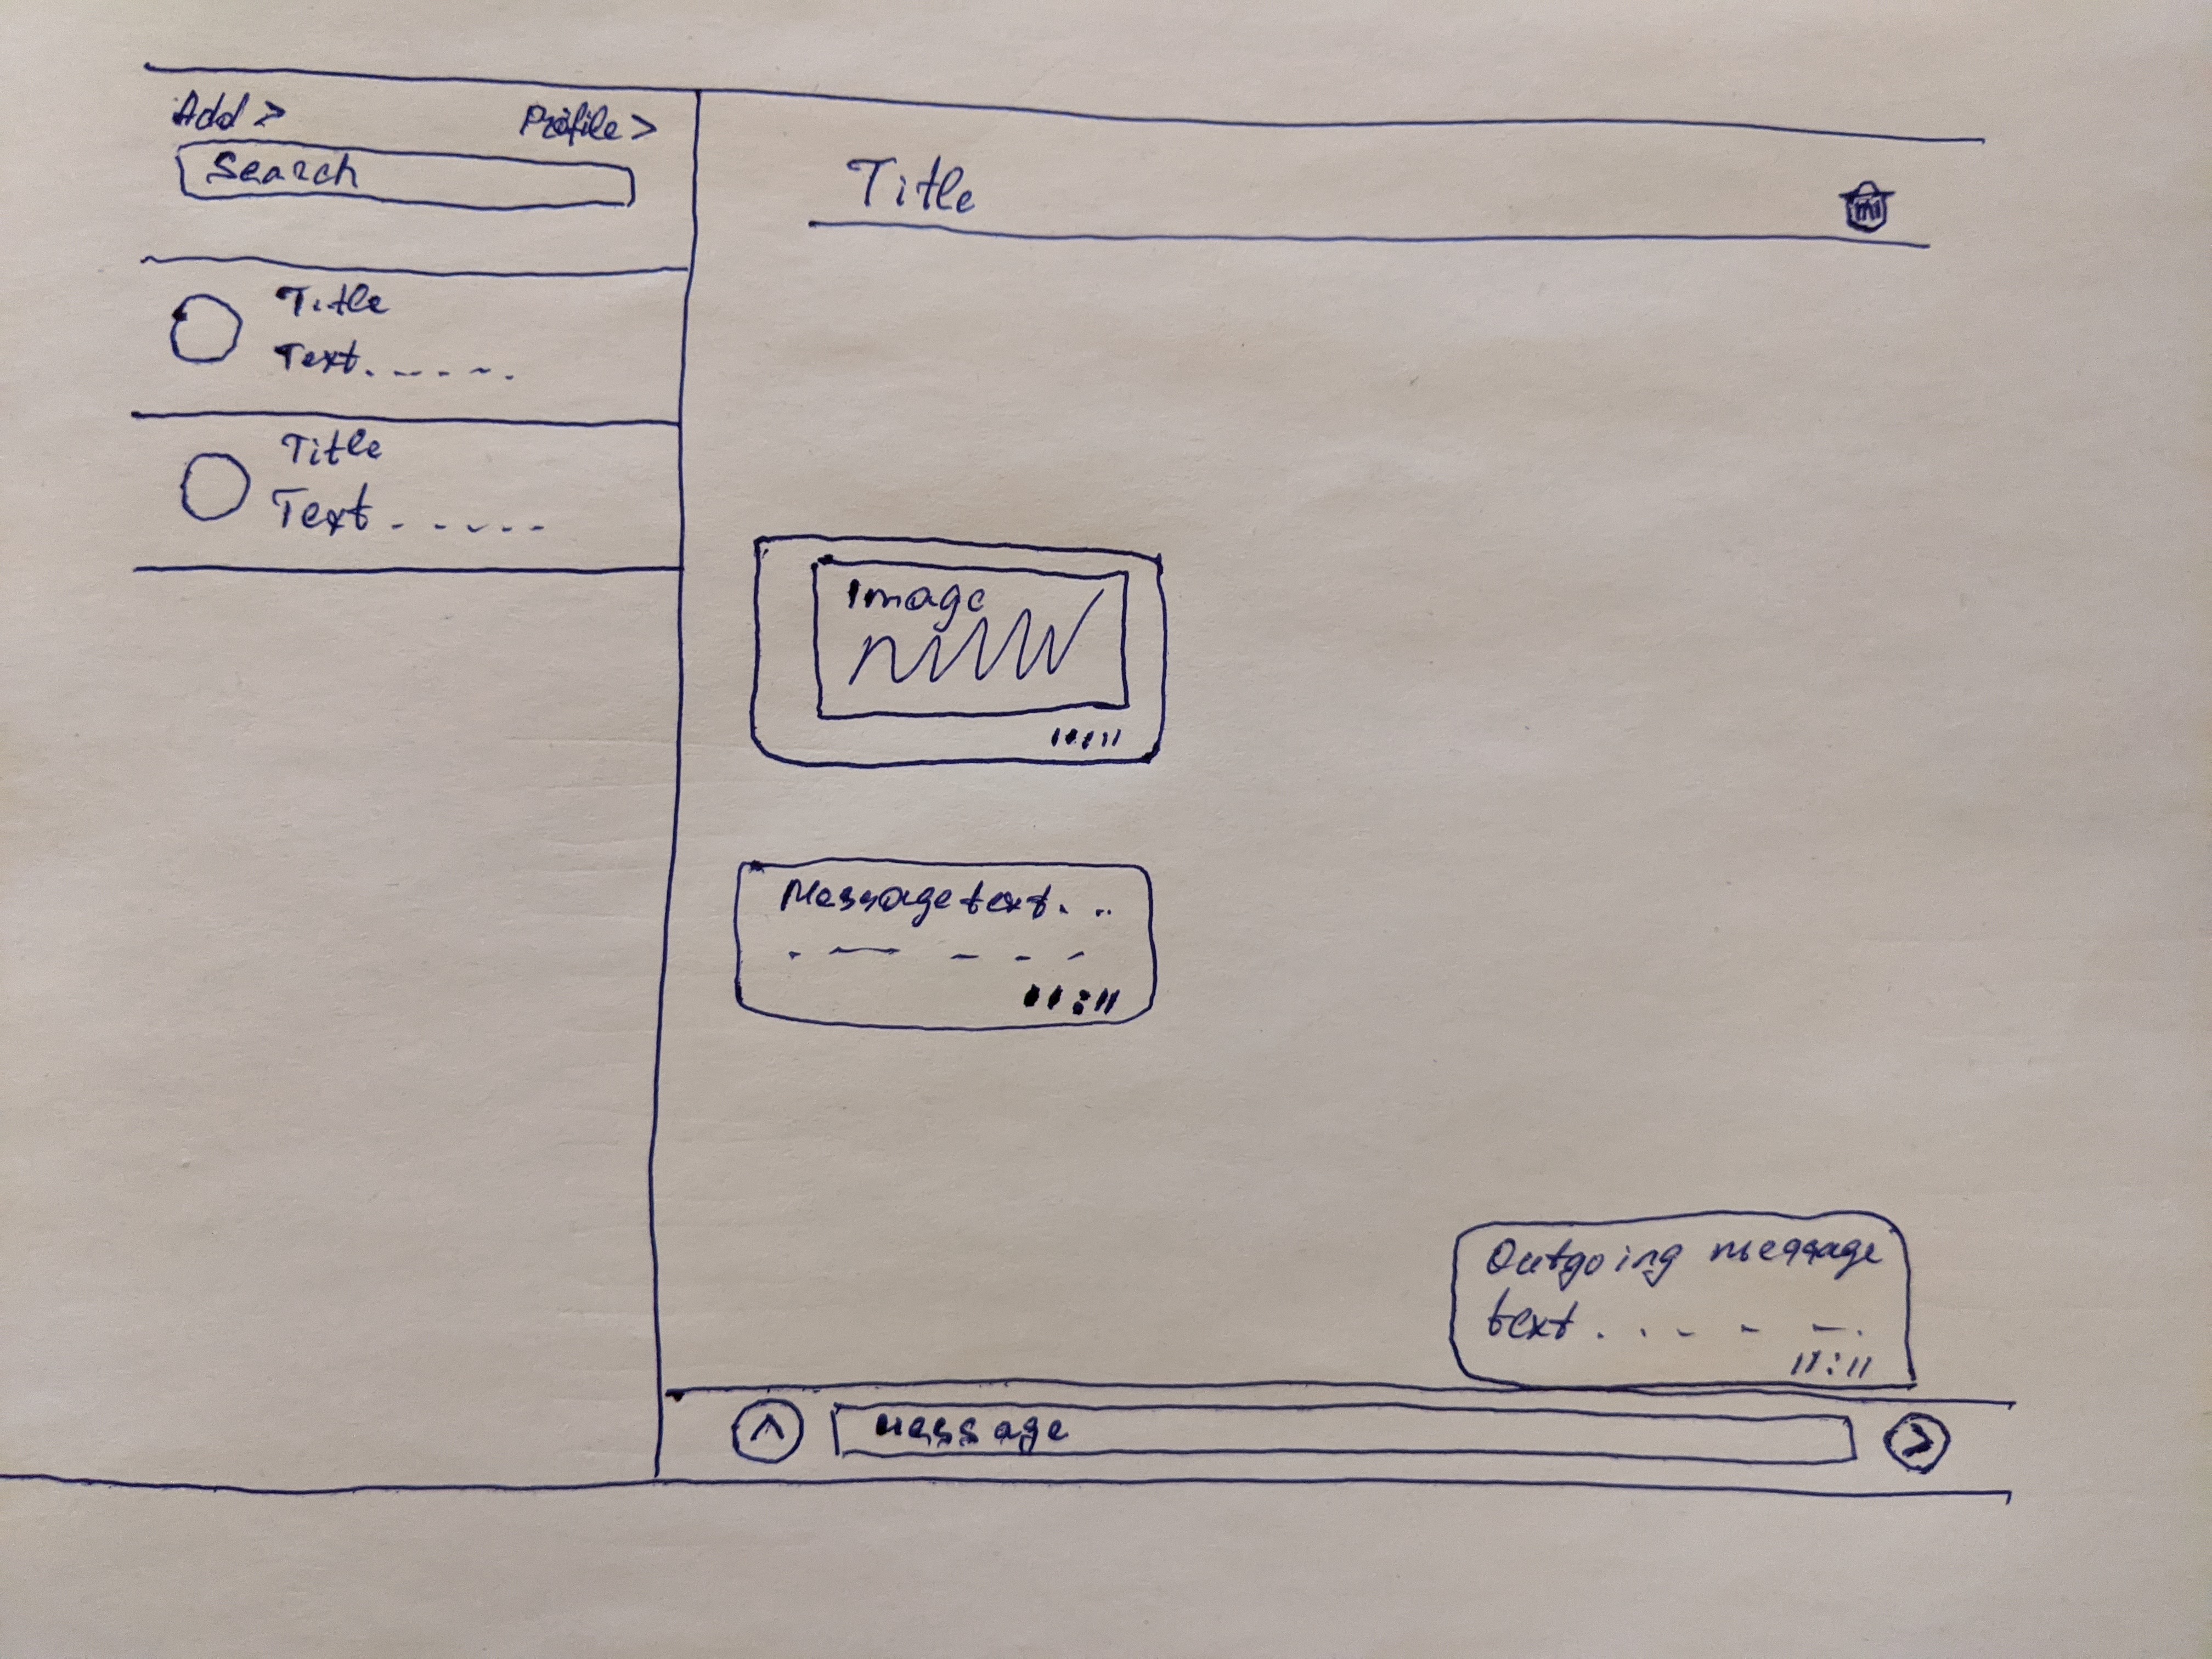 Add >
Profile >
Search
Title
Text . - - - - .
Title
Text - - - - -
Title
Image
11:11
Message text. ..
11:11
Outgoing message
text . . - - - .
11:11
^
Message
>